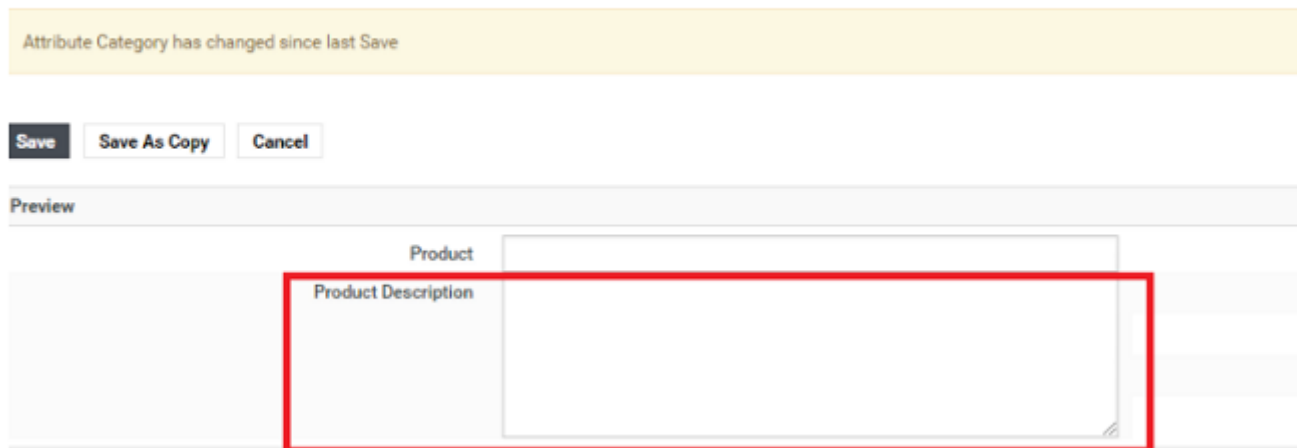 Attribute Category has changed since last Save
Save Save As Copy Cancel
Preview
Product
Product Description